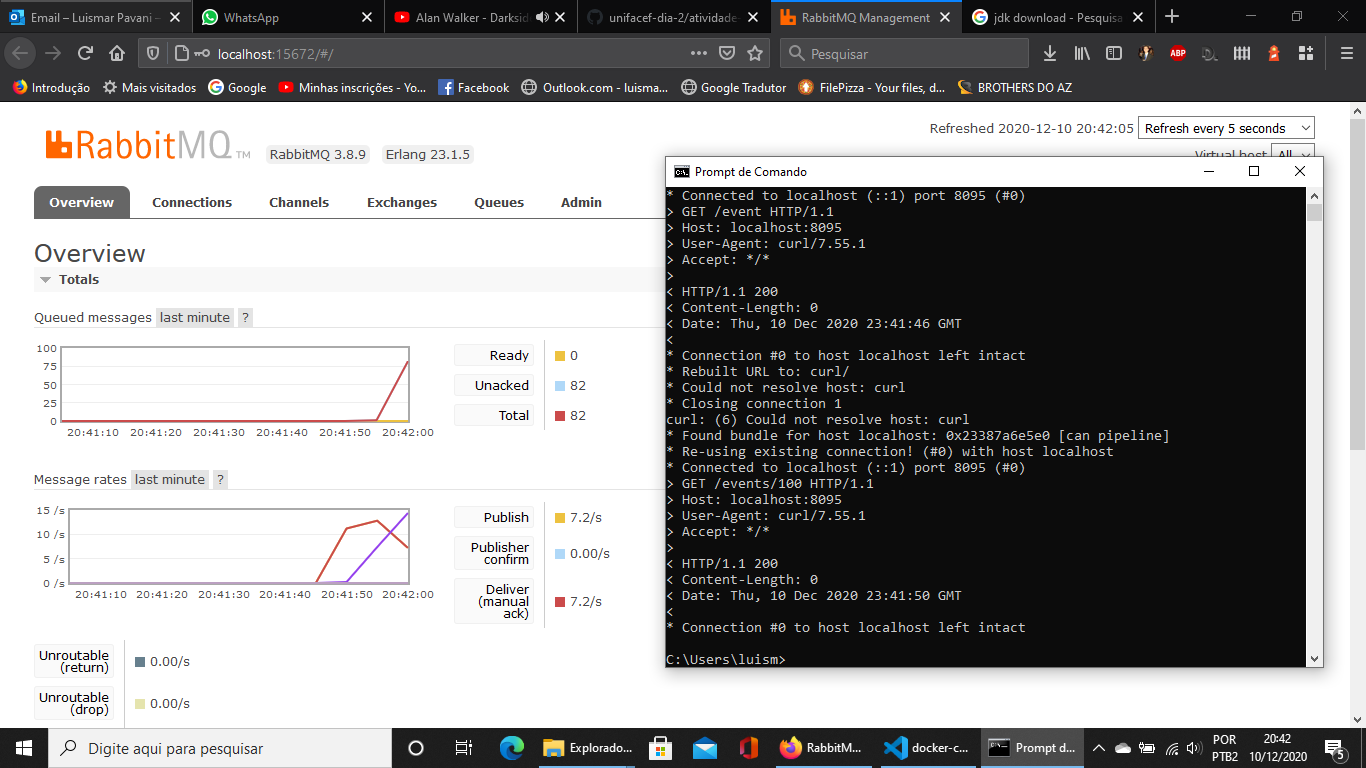 Email – Luismar Pavani –
WhatsApp
Alan Walker - Darksid
unifacef-dia-2/atividade-
RabbitMQ Management
jdk download - Pesquisa
localhost:15672/#/
Pesquisar
ABP
Introdução
Mais visitados
Google
Minhas inscrições - Yo...
Facebook
Outlook.com - luisma...
Google Tradutor
FilePizza - Your files, d...
BROTHERS DO AZ
Refreshed 2020-12-10 20:42:05
Refresh every 5 seconds
Virtual host
All
RabbitMQ TM
RabbitMQ 3.8.9
Erlang 23.1.5
Overview
Connections
Channels
Exchanges
Queues
Admin
Overview
Totals
Queued messages last minute ?
100
75
50
25
0
20:41:10 20:41:20 20:41:30 20:41:40 20:41:50 20:42:00
Ready 0
Unacked 82
Total 82
Message rates last minute ?
15 /s
10 /s
5 /s
0 /s
20:41:10 20:41:20 20:41:30 20:41:40 20:41:50 20:42:00
Publish 7.2/s
Publisher
confirm 0.00/s
Deliver
(manual
ack) 7.2/s
Unroutable
(return) 0.00/s
Unroutable
(drop) 0.00/s
C:\.
Prompt de Comando
* Connected to localhost (::1) port 8095 (#0)
> GET /event HTTP/1.1
> Host: localhost:8095
> User-Agent: curl/7.55.1
> Accept: */*
>
< HTTP/1.1 200
< Content-Length: 0
< Date: Thu, 10 Dec 2020 23:41:46 GMT
<
* Connection #0 to host localhost left intact
* Rebuilt URL to: curl/
* Could not resolve host: curl
* Closing connection 1
curl: (6) Could not resolve host: curl
* Found bundle for host localhost: 0x23387a6e5e0 [can pipeline]
* Re-using existing connection! (#0) with host localhost
* Connected to localhost (::1) port 8095 (#0)
> GET /events/100 HTTP/1.1
> Host: localhost:8095
> User-Agent: curl/7.55.1
> Accept: */*
>
< HTTP/1.1 200
< Content-Length: 0
< Date: Thu, 10 Dec 2020 23:41:50 GMT
<
* Connection #0 to host localhost left intact
C:\Users\luism>
Digite aqui para pesquisar
Explorado...
RabbitM...
docker-c...
Prompt d...
POR
PTB2
20:42
10/12/2020
5